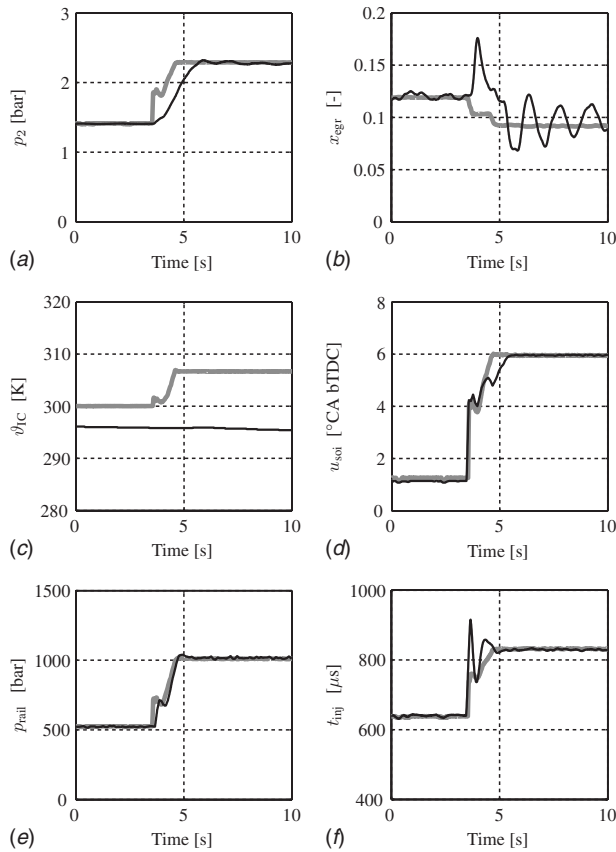 3
2
1
0
p2 [bar]
0 5 10
(a) Time [s]
0.2
0.15
0.1
0.05
0
xegr [-]
0 5 10
(b) Time [s]
320
310
300
290
280
ϑIC [K]
0 5 10
(c) Time [s]
8
6
4
2
0
usoi [°CA bTDC]
0 5 10
(d) Time [s]
1500
1000
500
0
prail [bar]
0 5 10
(e) Time [s]
1000
800
600
400
tinj [μs]
0 5 10
(f) Time [s]